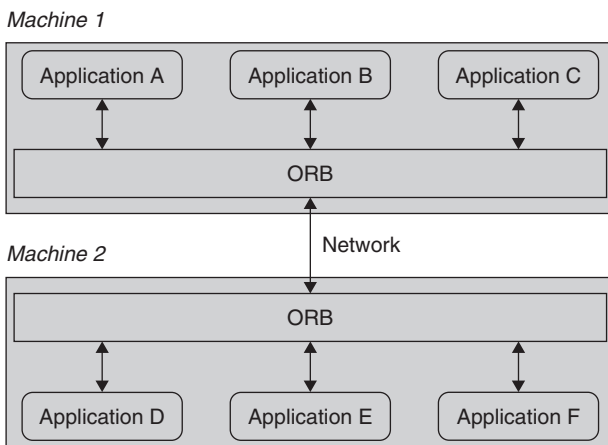 Machine 1
Application A
Application B
Application C
ORB
Network
Machine 2
ORB
Application D
Application E
Application F